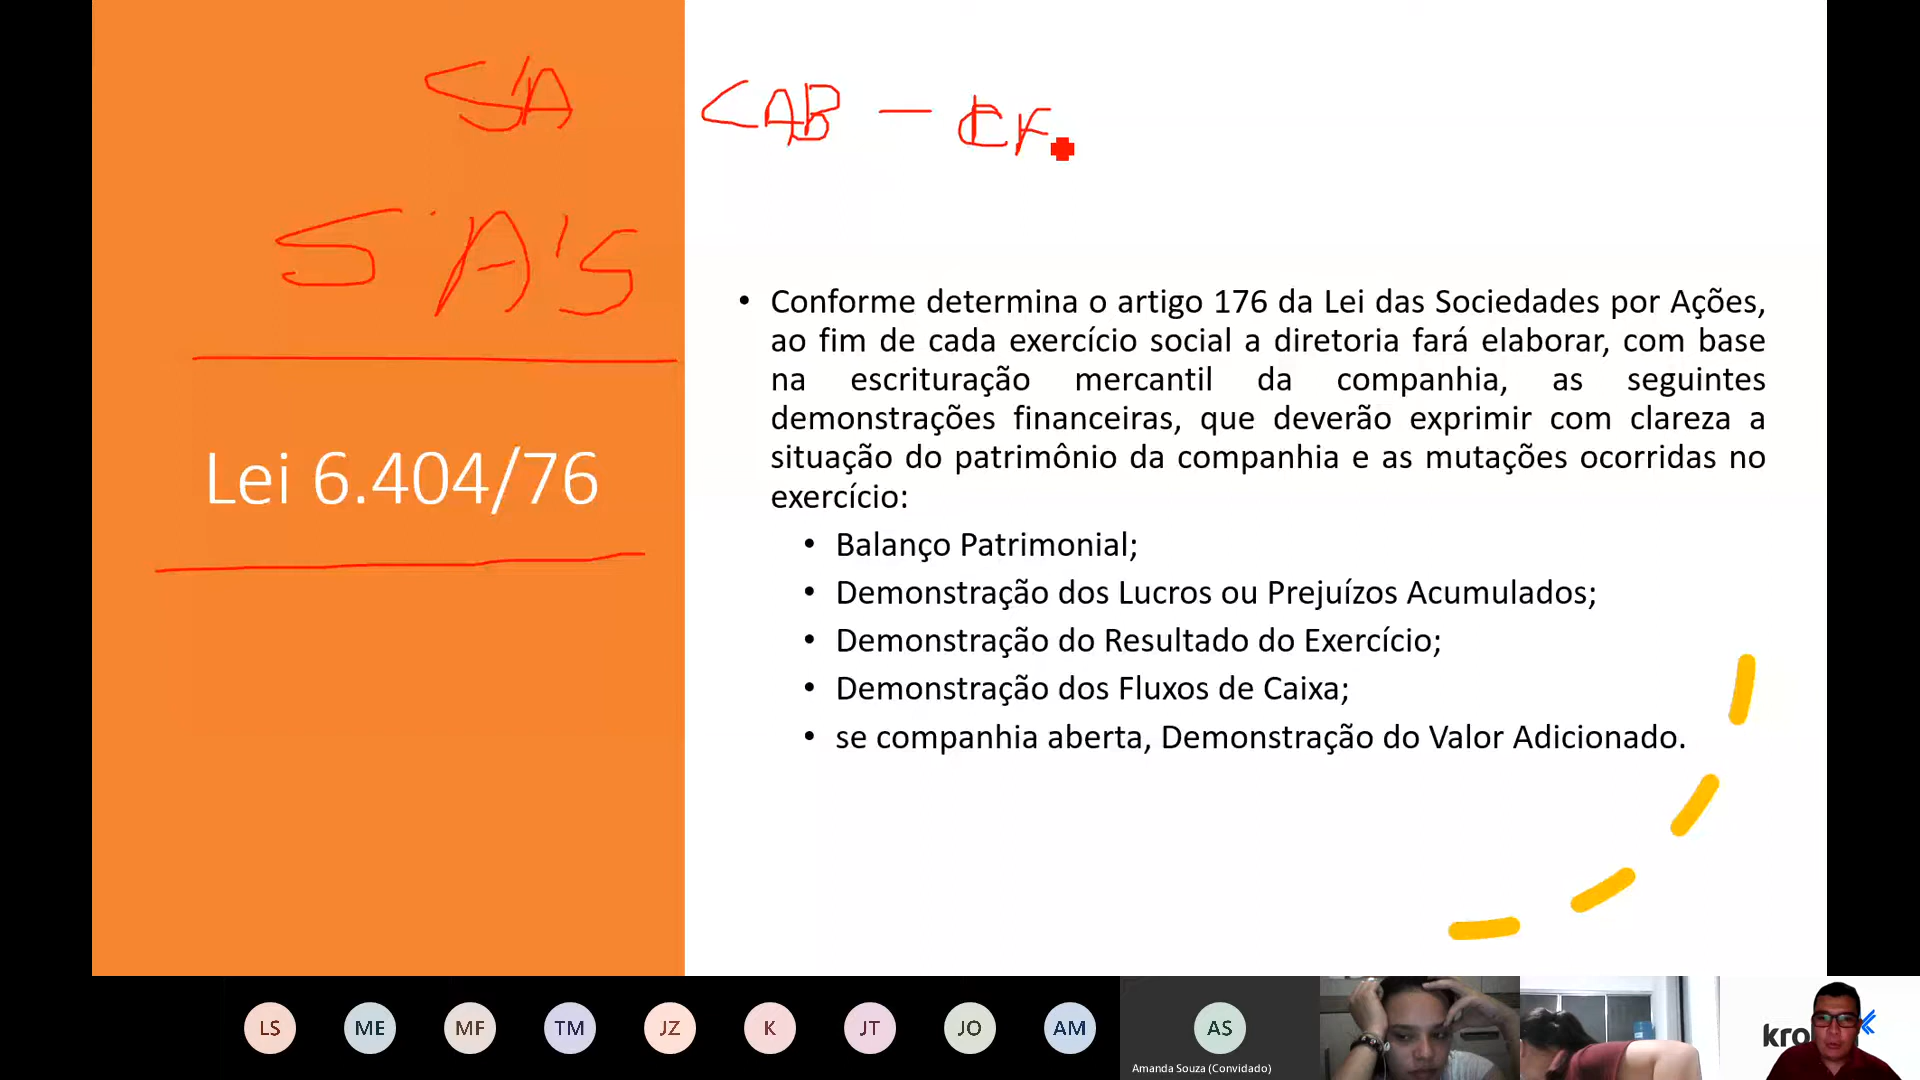 SA
CAB - CF
S.A'S
Lei 6.404/76
• Conforme determina o artigo 176 da Lei das Sociedades por Ações,
ao fim de cada exercício social a diretoria fará elaborar, com base
na escrituração mercantil da companhia, as seguintes
demonstrações financeiras, que deverão exprimir com clareza a
situação do patrimônio da companhia e as mutações ocorridas no
exercício:
• Balanço Patrimonial;
• Demonstração dos Lucros ou Prejuízos Acumulados;
• Demonstração do Resultado do Exercício;
• Demonstração dos Fluxos de Caixa;
• se companhia aberta, Demonstração do Valor Adicionado.
LS ME MF TM JZ K JT JO AM AS
Amanda Souza (Convidado)